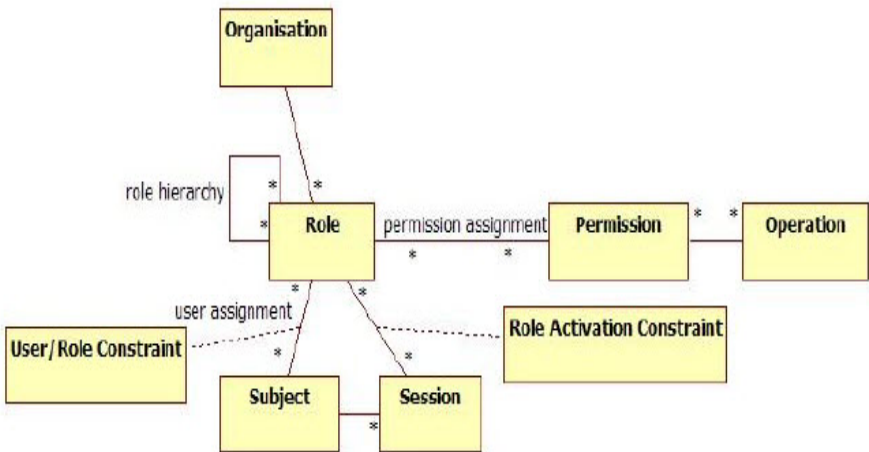 Organisation
role hierarchy
*
*
*
Role
permission assignment
*
*
Permission
*
*
Operation
*
*
user assignment
User/Role Constraint
Role Activation Constraint
*
*
Subject
*
Session